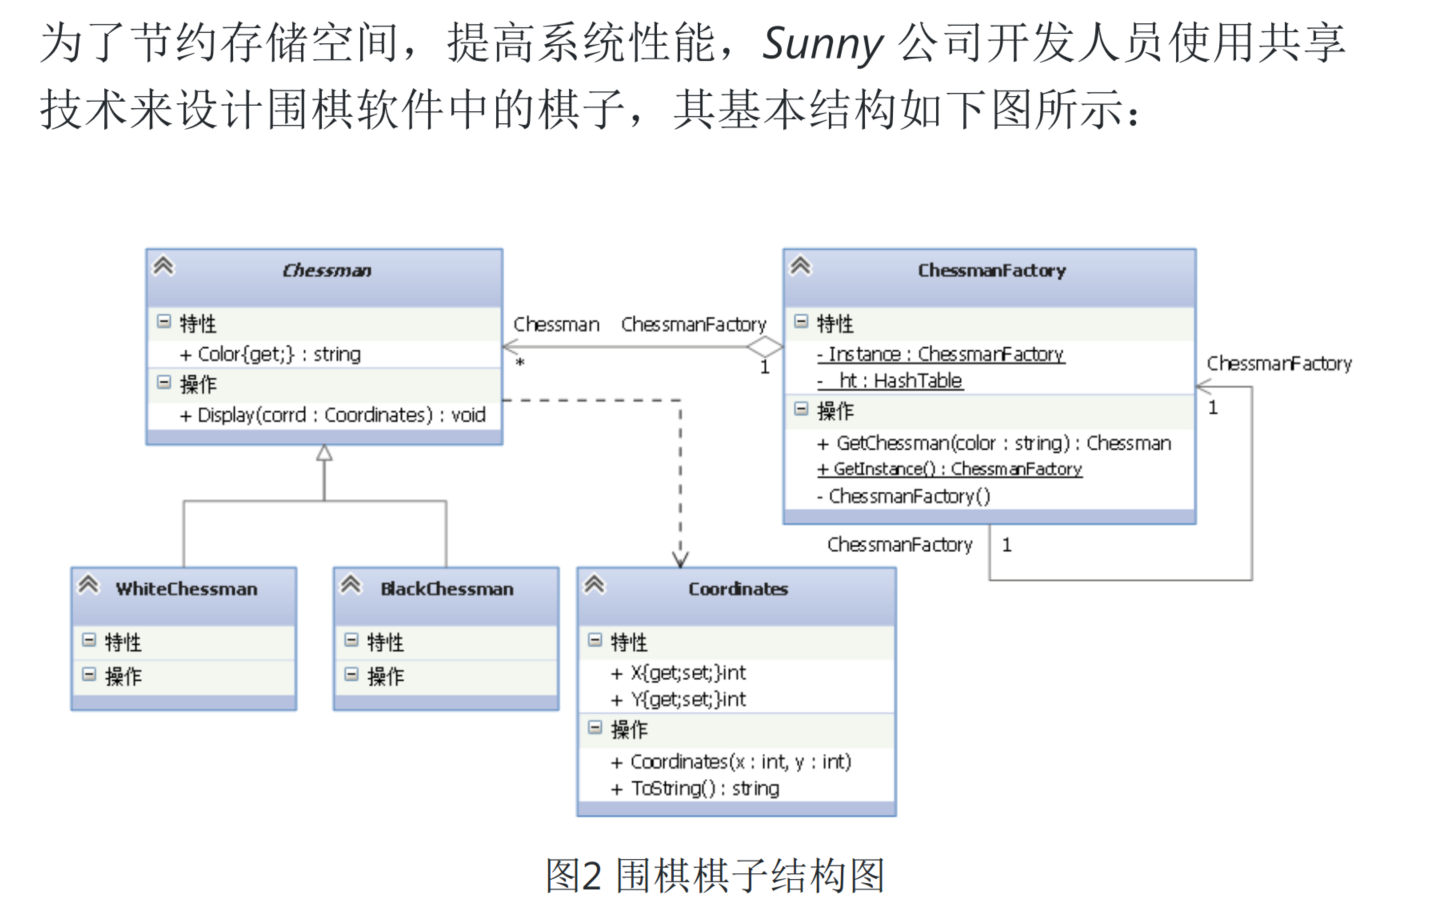 为了节约存储空间，提高系统性能，Sunny 公司开发人员使用共享
技术来设计围棋软件中的棋子，其基本结构如下图所示：
Chessman
特性
+ Color{get;} : string
操作
+ Display(corrd : Coordinates) : void
Chessman
*
ChessmanFactory
1
ChessmanFactory
特性
- Instance : ChessmanFactory
- ht : HashTable
操作
+ GetChessman(color : string) : Chessman
+ GetInstance() : ChessmanFactory
- ChessmanFactory()
ChessmanFactory
1
ChessmanFactory
1
WhiteChessman
特性
操作
BlackChessman
特性
操作
Coordinates
特性
+ X{get;set;}int
+ Y{get;set;}int
操作
+ Coordinates(x : int, y : int)
+ ToString() : string
图2 围棋棋子结构图